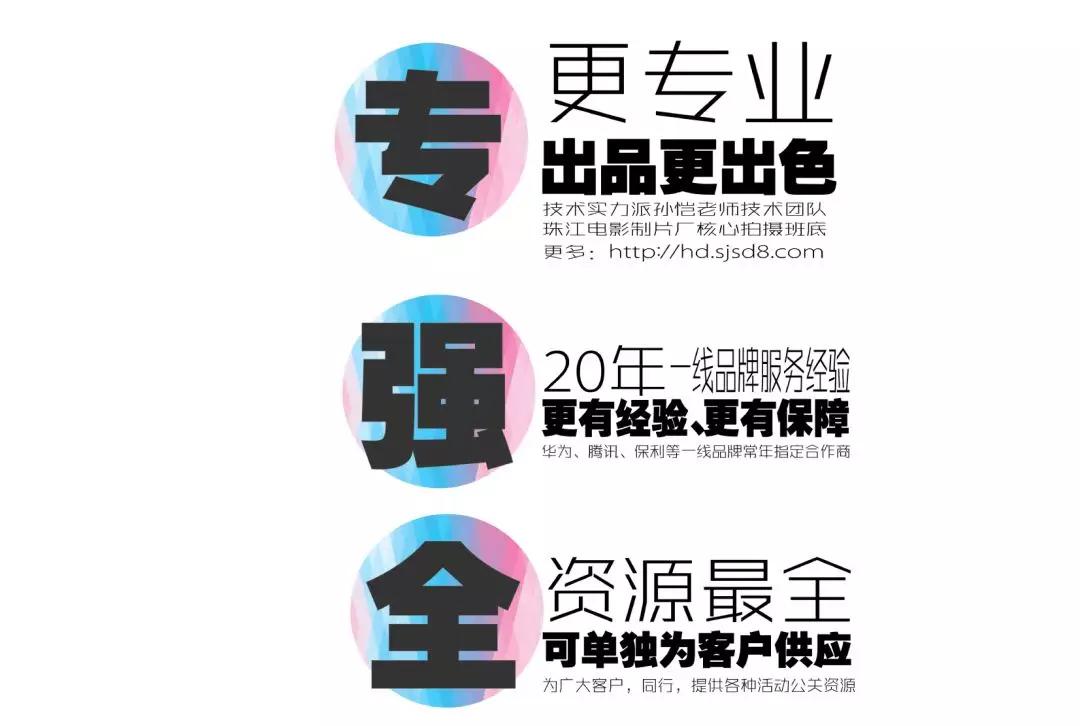 专
更专业
出品更出色
技术实力派孙恺老师技术团队
珠江电影制片厂核心拍摄班底
更多：http://hd.sjsd8.com
强
20年一线品牌服务经验
更有经验、更有保障
华为、腾讯、保利等一线品牌常年指定合作商
全
资源最全
可单独为客户供应
为广大客户，同行，提供各种活动公关资源